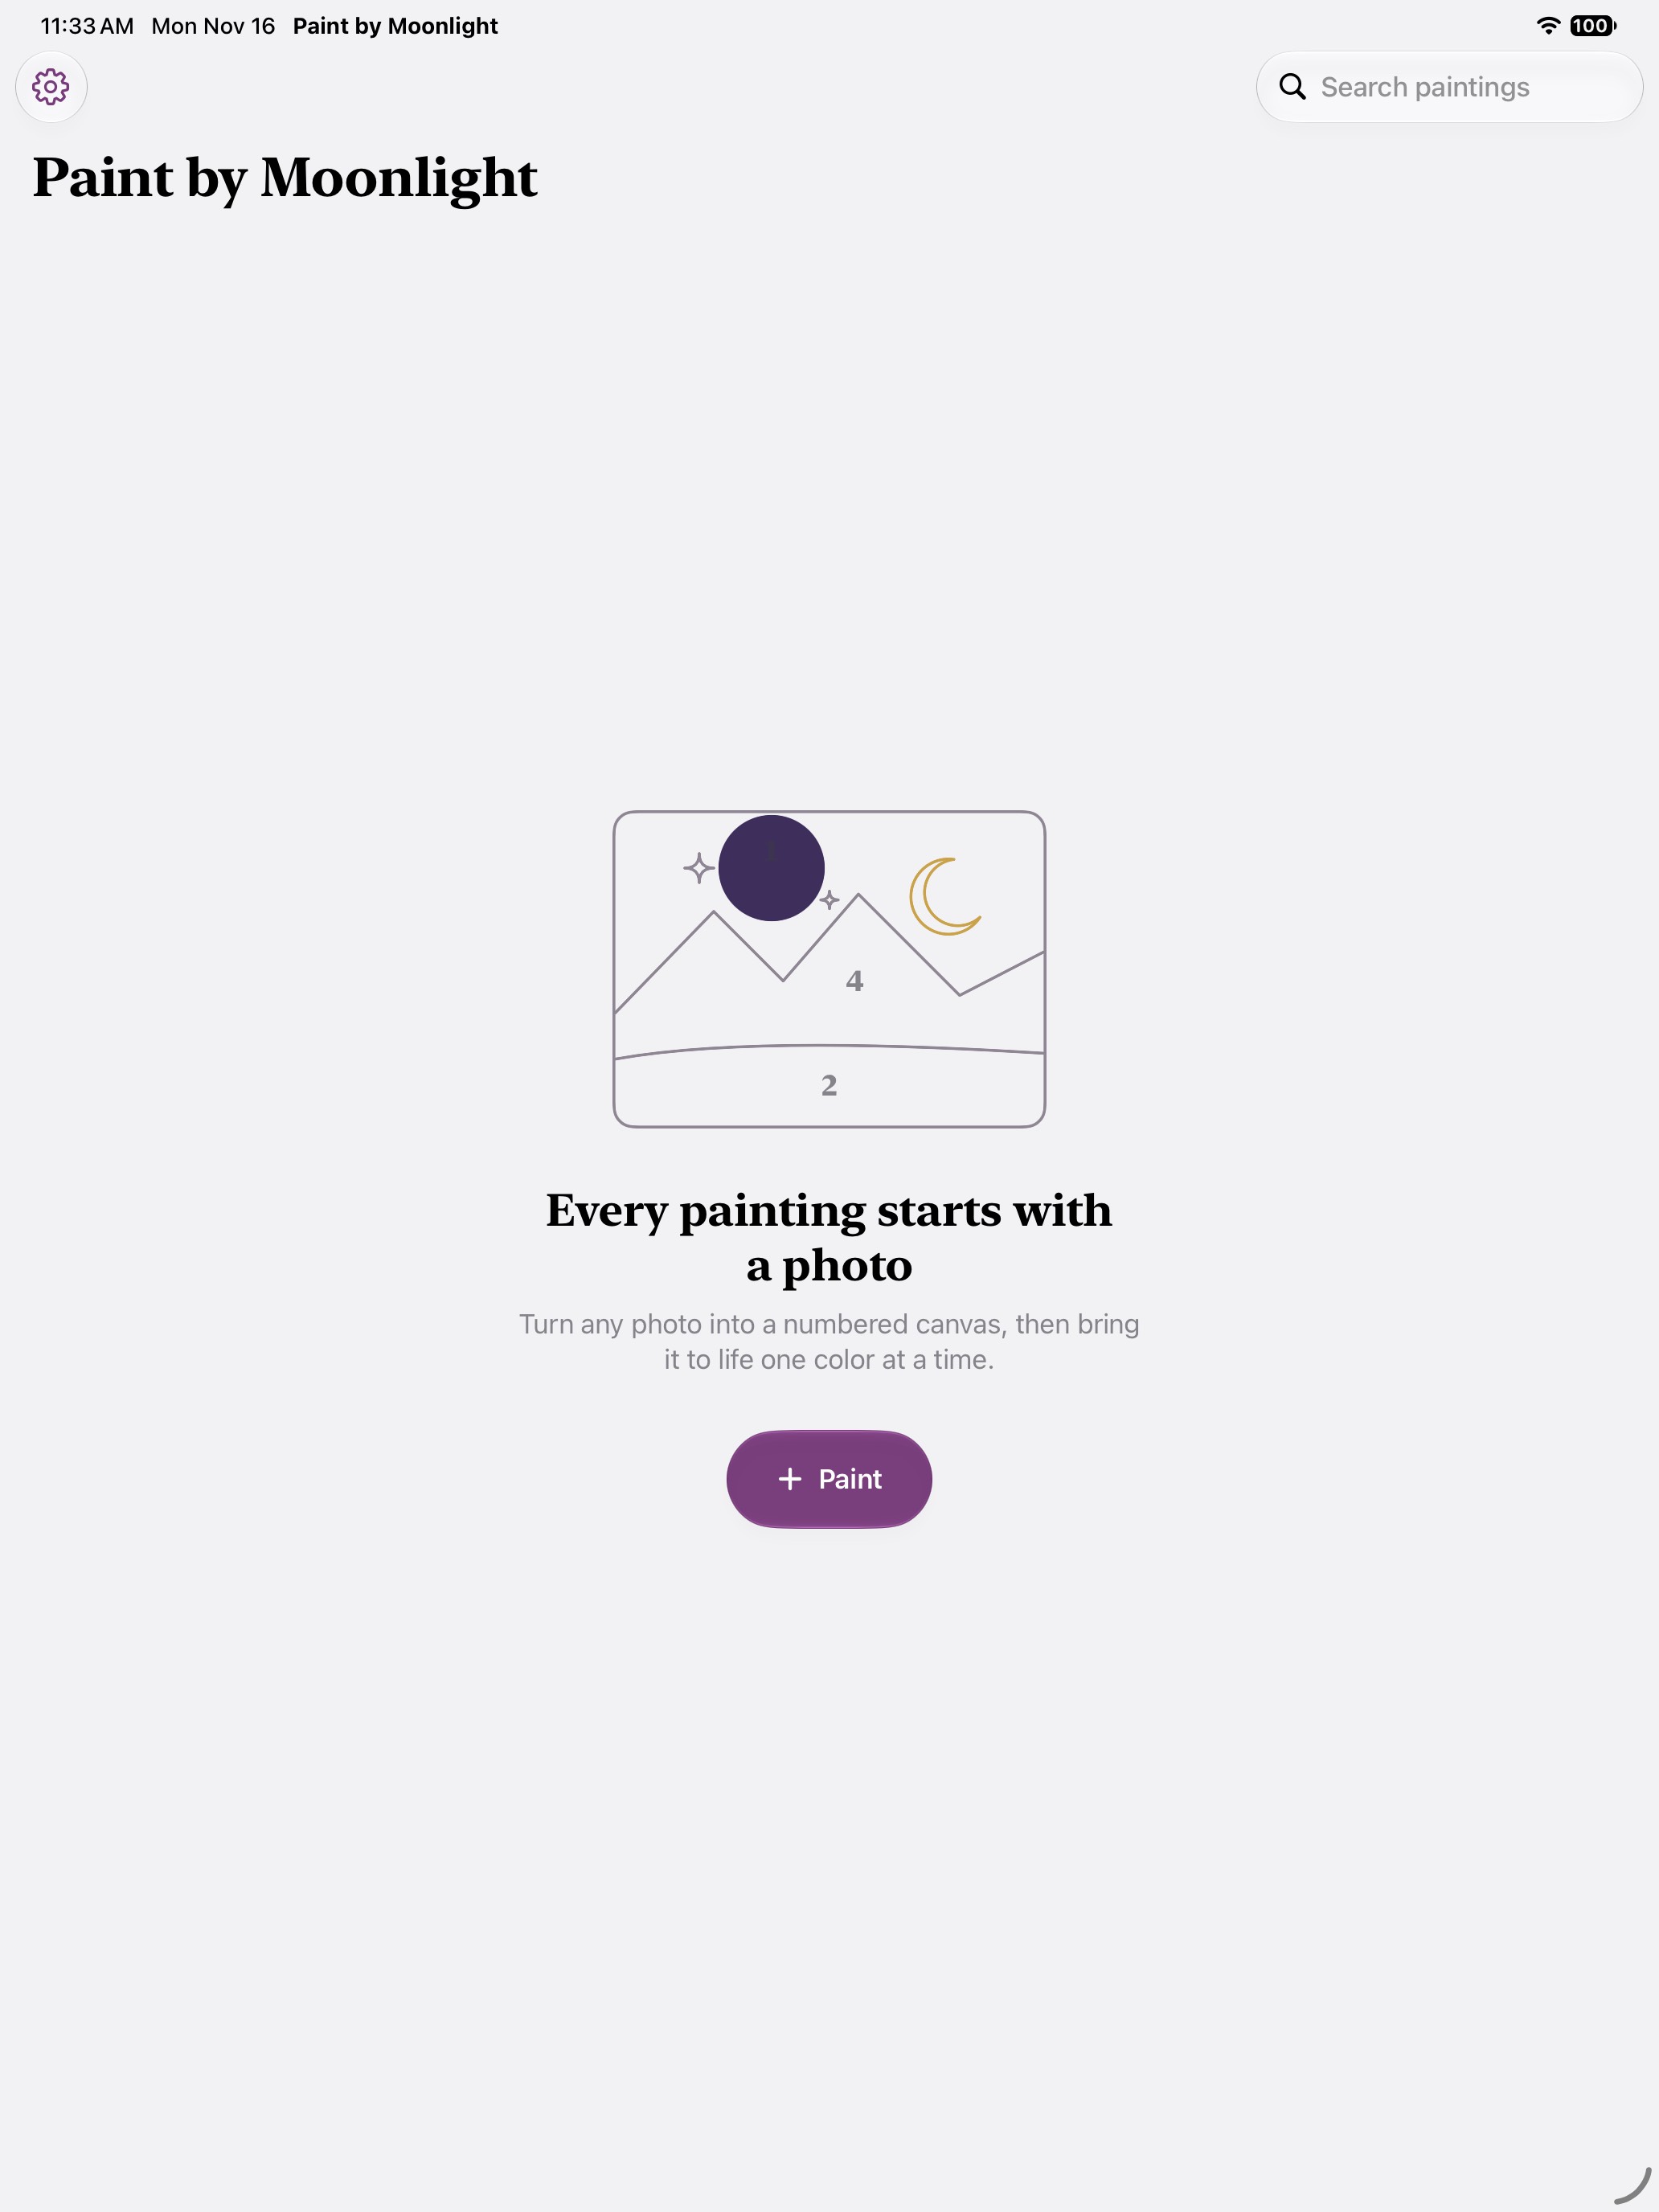 11:33 AM Mon Nov 16 Paint by Moonlight
100
Search paintings
Paint by Moonlight
4
2
Every painting starts with
a photo
Turn any photo into a numbered canvas, then bring
it to life one color at a time.
+ Paint